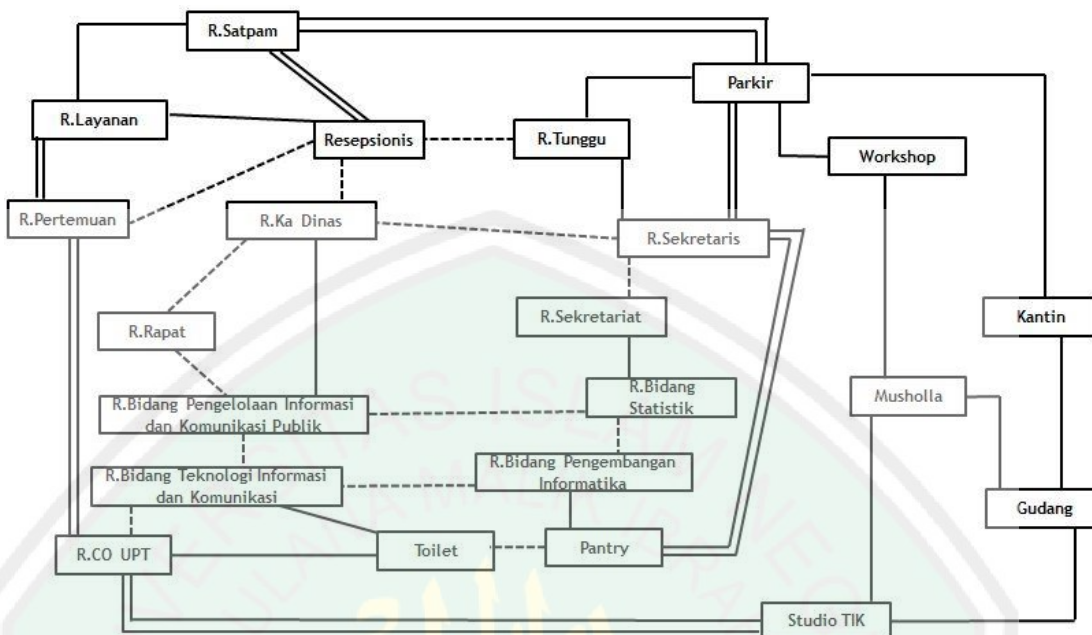 R.Satpam
Parkir
R.Layanan
Resepsionis
R.Tunggu
Workshop
R.Pertemuan
R.Ka Dinas
R.Sekretaris
R.Rapat
R.Sekretariat
Kantin
R.Bidang Pengelolaan Informasi
dan Komunikasi Publik
R.Bidang
Statistik
Musholla
R.Bidang Teknologi Informasi
dan Komunikasi
R.Bidang Pengembangan
Informatika
Gudang
R.CO UPT
Toilet
Pantry
Studio TIK